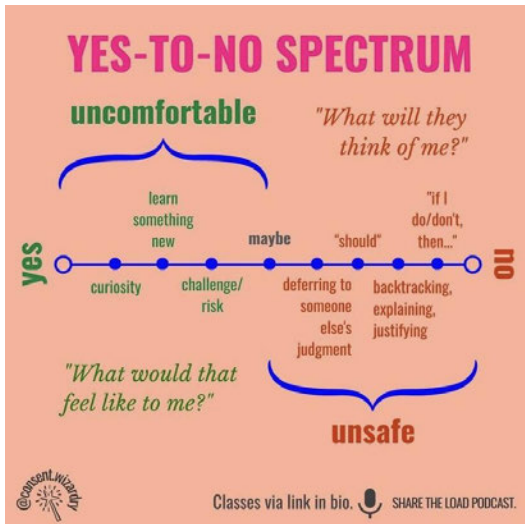 YES-TO-NO SPECTRUM
uncomfortable
"What will they
think of me?"
learn
something
new
"if I
do/don't,
then..."
maybe
"should"
yes
no
curiosity
challenge/
risk
deferring to
someone
else's
judgment
backtracking,
explaining,
justifying
"What would that
feel like to me?"
unsafe
@consent.wizardry
Classes via link in bio.
SHARE THE LOAD PODCAST.